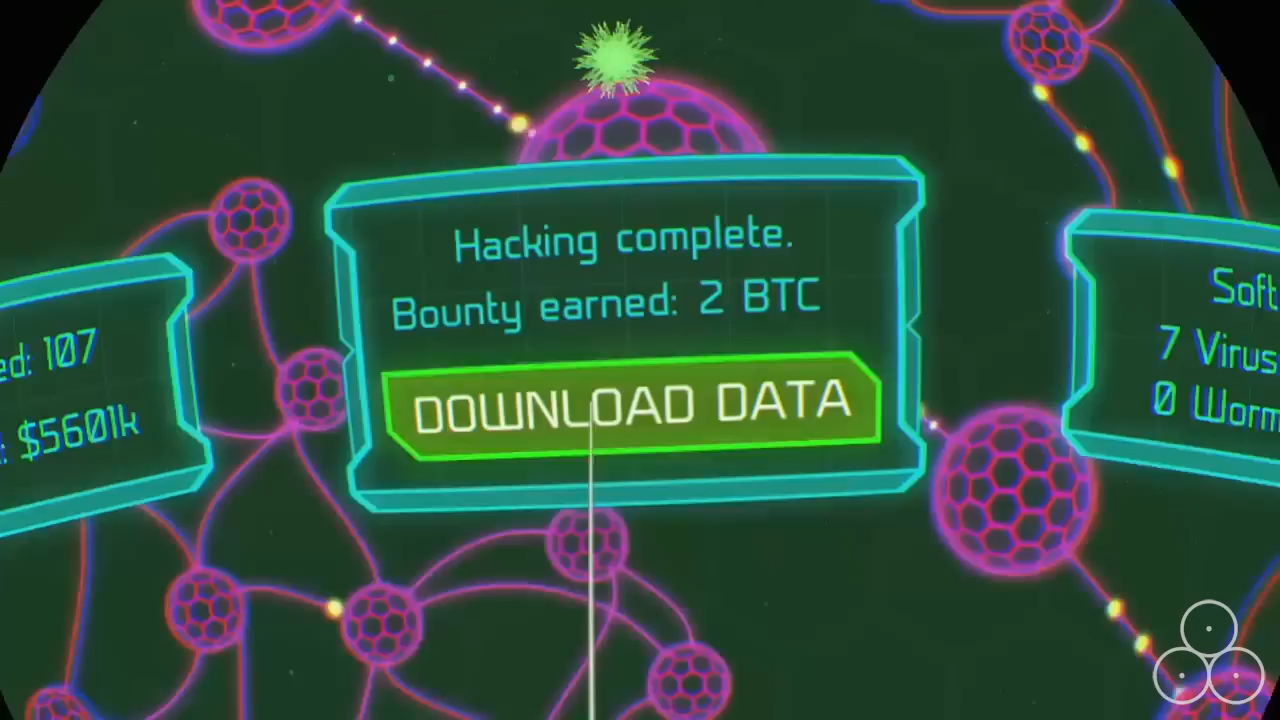 Hacking complete.
Bounty earned: 2 BTC
DOWNLOAD DATA
ed: 107
: $5601k
Soft
7 Virus
0 Worm